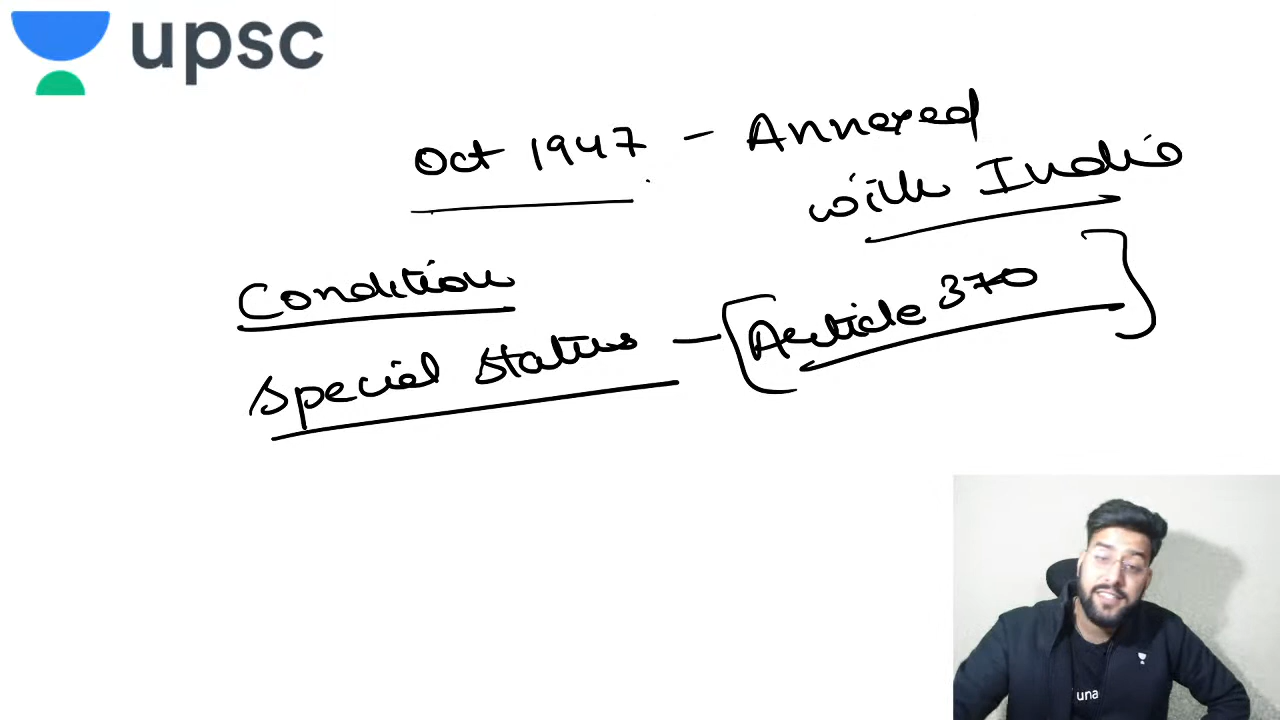 upsc
Oct 1947 - Annexed
with India
Condition
Special Status - [Article 370]
una